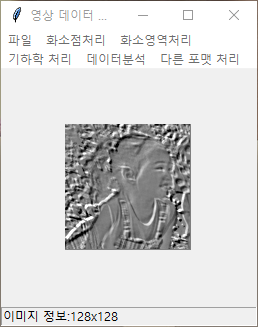 영상 데이터 ...
파일 화소점처리 화소영역처리
기하학 처리 데이터분석 다른 포맷 처리
이미지 정보:128x128